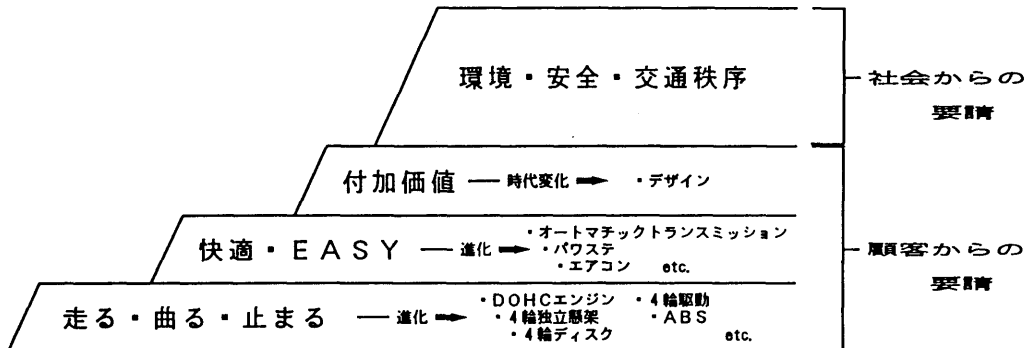 環境・安全・交通秩序
社会からの
要請
付加価値 — 時代変化 ➡ ・デザイン
快適・EASY — 進化 ➡ ・オートマチックトランスミッション
・パワステ
・エアコン etc.
顧客からの
要請
走る・曲る・止まる — 進化 ➡ ・DOHCエンジン ・4輪駆動
・4輪独立懸架 ・ABS
・4輪ディスク etc.